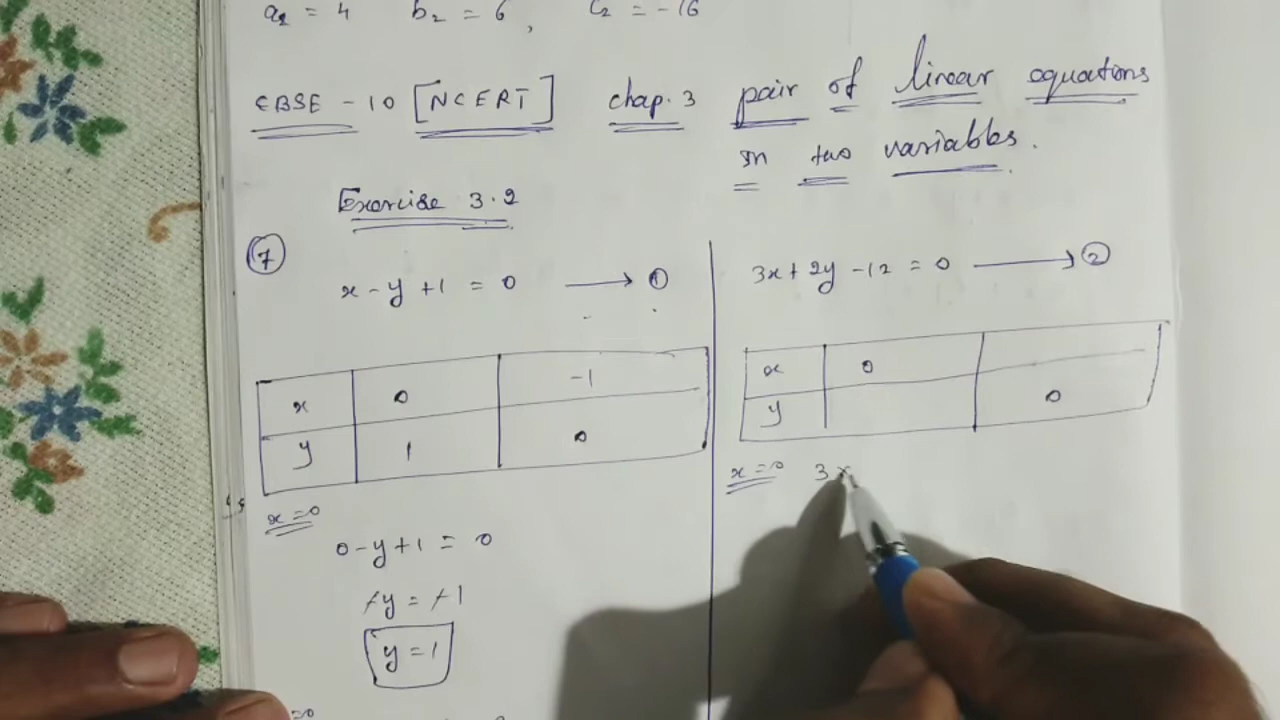 a2 = 4 b2 = 6, c2 = -16
CBSE - 10 [NCERT] chap. 3 pair of linear equations
in two variables.
Exercise 3.2
7
x - y + 1 = 0 → 1
x 0 -1
y 1 0
x = 0
0 - y + 1 = 0
-y = -1
y = 1
3x + 2y - 12 = 0 → 2
x 0
y 0
x = 0 3x